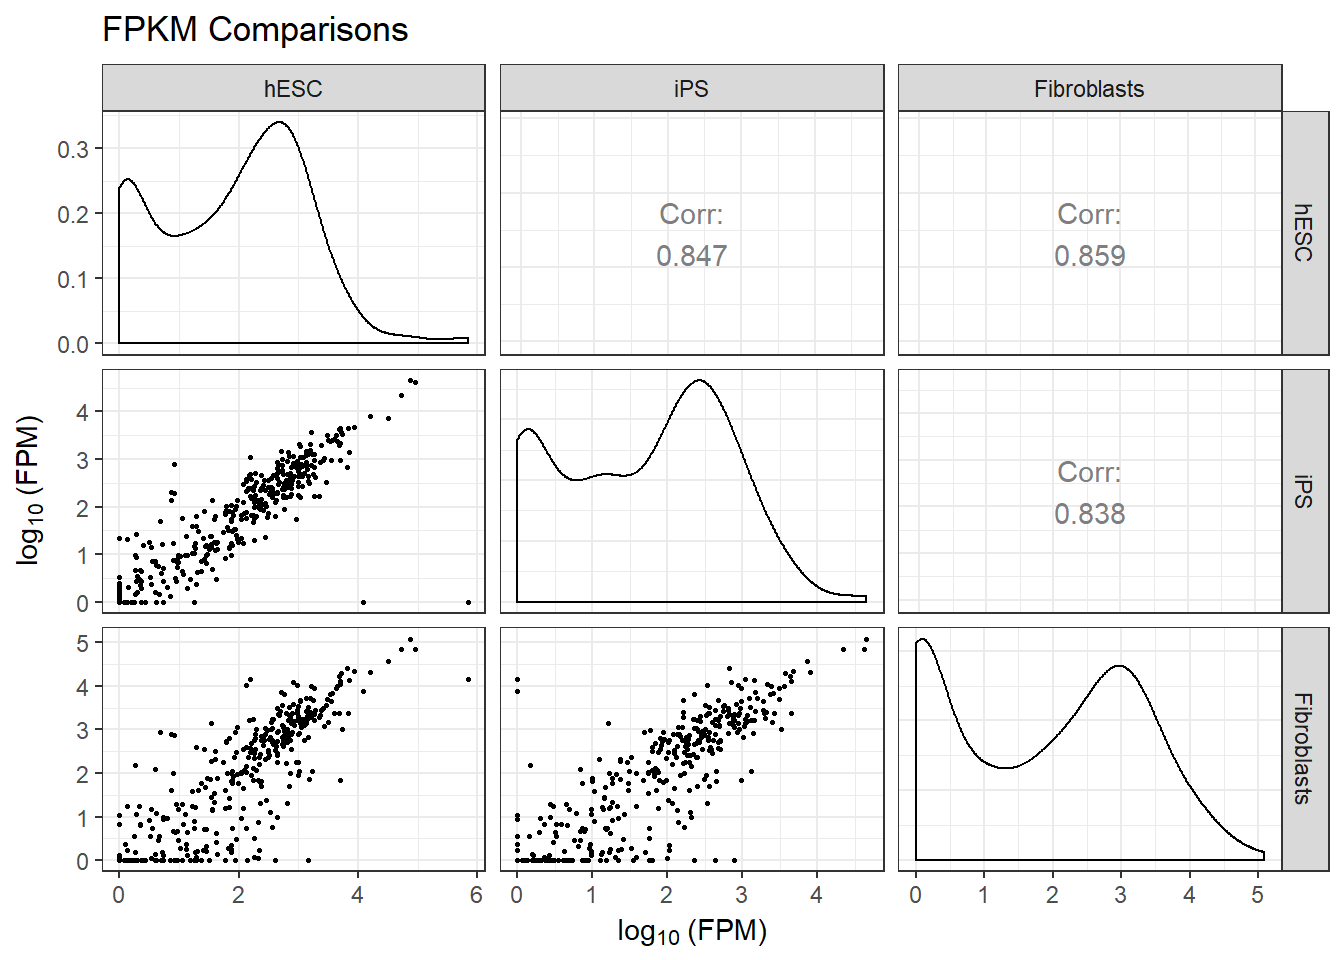 FPKM Comparisons
hESC
iPS
Fibroblasts
0.3
0.2
0.1
0.0
Corr:
0.847
Corr:
0.859
hESC
4
3
2
1
0
Corr:
0.838
iPS
5
4
3
2
1
0
Fibroblasts
0 2 4 6
0 1 2 3 4
0 1 2 3 4 5
log10 (FPM)
log10 (FPM)